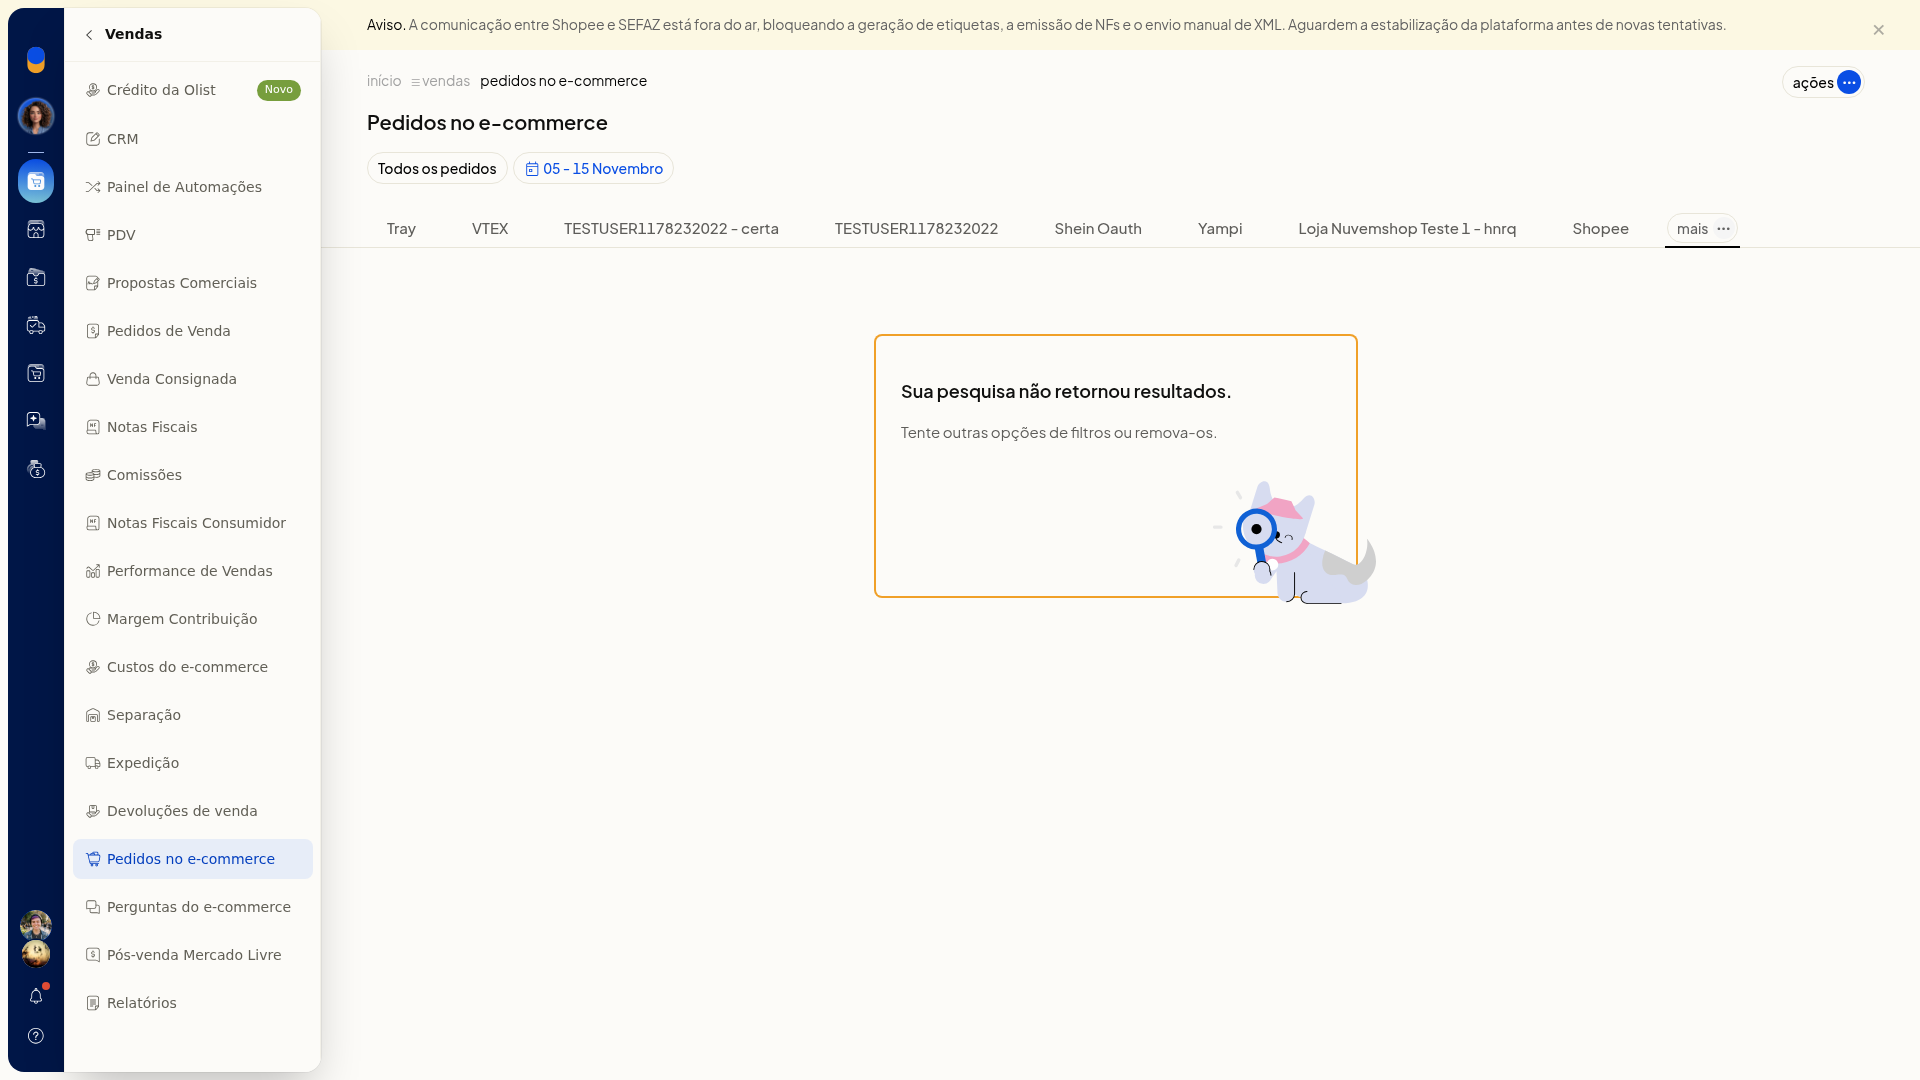 Vendas
Crédito da Olist
Novo
CRM
Painel de Automações
PDV
Propostas Comerciais
Pedidos de Venda
Venda Consignada
Notas Fiscais
Comissões
Notas Fiscais Consumidor
Performance de Vendas
Margem Contribuição
Custos do e-commerce
Separação
Expedição
Devoluções de venda
Pedidos no e-commerce
Perguntas do e-commerce
Pós-venda Mercado Livre
Relatórios
Aviso. A comunicação entre Shopee e SEFAZ está fora do ar, bloqueando a geração de etiquetas, a emissão de NFs e o envio manual de XML. Aguardem a estabilização da plataforma antes de novas tentativas.
início vendas pedidos no e-commerce
ações
Pedidos no e-commerce
Todos os pedidos 05 - 15 Novembro
Tray VTEX TESTUSER1178232022 - certa TESTUSER1178232022 Shein Oauth Yampi Loja Nuvemshop Teste 1 - hnrq Shopee mais
Sua pesquisa não retornou resultados.
Tente outras opções de filtros ou remova-os.